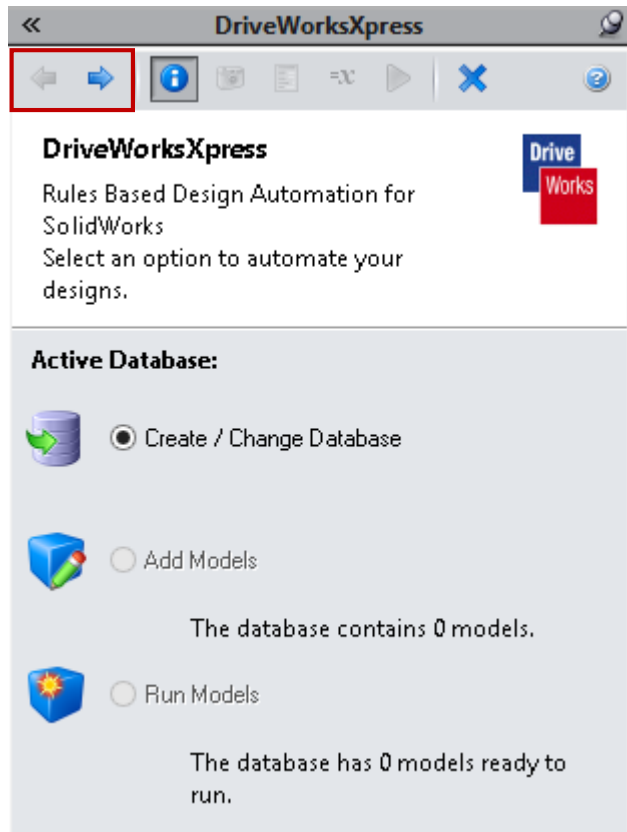 «
DriveWorksXpress
=x
DriveWorksXpress
Rules Based Design Automation for
SolidWorks
Select an option to automate your
designs.
Drive
Works
Active Database:
Create / Change Database
Add Models
The database contains 0 models.
Run Models
The database has 0 models ready to
run.